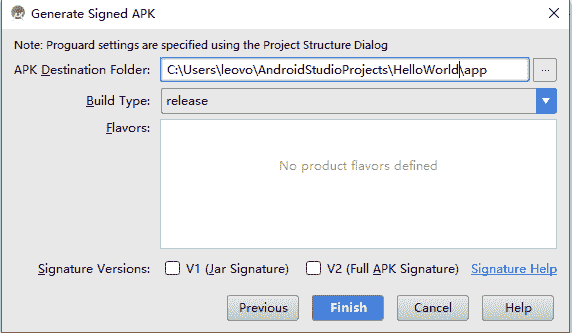 Generate Signed APK
Note: Proguard settings are specified using the Project Structure Dialog
APK Destination Folder: C:\Users\leovo\AndroidStudioProjects\HelloWorld\app ...
Build Type: release
Flavors:
No product flavors defined
Signature Versions: V1 (Jar Signature) V2 (Full APK Signature) Signature Help
Previous Finish Cancel Help